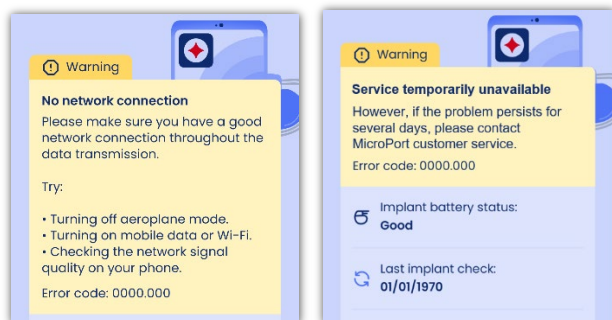 Warning
No network connection
Please make sure you have a good
network connection throughout the
data transmission.
Try:
• Turning off aeroplane mode.
• Turning on mobile data or Wi-Fi.
• Checking the network signal
quality on your phone.
Error code: 0000.000
Warning
Service temporarily unavailable
However, if the problem persists for
several days, please contact
MicroPort customer service.
Error code: 0000.000
Implant battery status:
Good
Last implant check:
01/01/1970